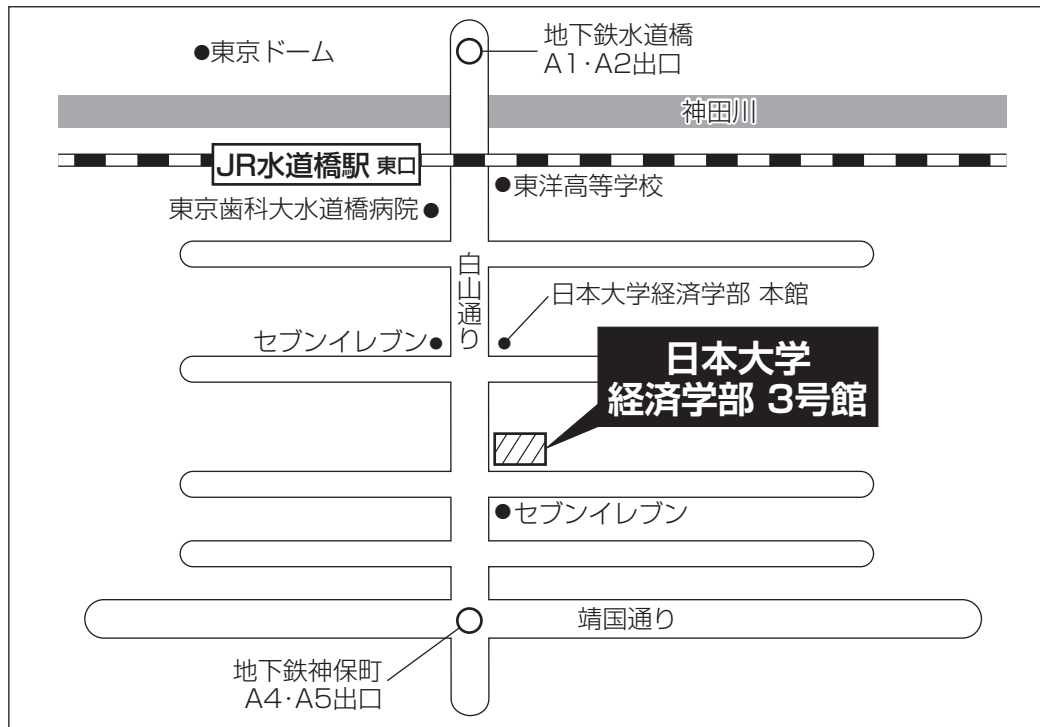 ●東京ドーム
地下鉄水道橋
A1・A2出口
神田川
JR水道橋駅 東口
●東洋高等学校
東京歯科大水道橋病院●
白山通り
日本大学経済学部 本館
セブンイレブン●
日本大学
経済学部 3号館
●セブンイレブン
靖国通り
地下鉄神保町
A4・A5出口